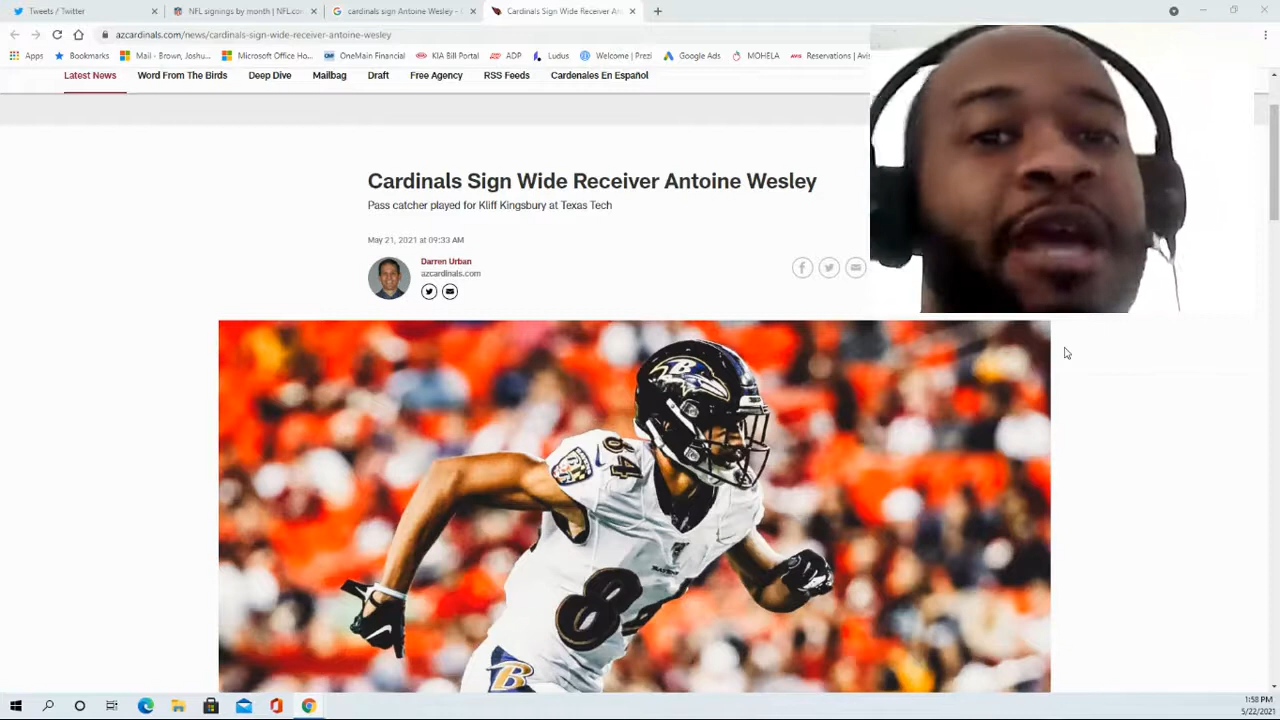 Tweets / Twitter
NFL signings by month | NFL.co
cardinals sign Antoine Wesley -
Cardinals Sign Wide Receiver An
azcardinals.com/news/cardinals-sign-wide-receiver-antoine-wesley
Apps
Bookmarks
Mail - Brown, Joshu...
Microsoft Office Ho...
OneMain Financial
KIA Bill Portal
ADP
Ludus
Welcome | Prezi
Google Ads
MOHELA
Reservations | Avis
Latest News
Word From The Birds
Deep Dive
Mailbag
Draft
Free Agency
RSS Feeds
Cardenales En Español
Cardinals Sign Wide Receiver Antoine Wesley
Pass catcher played for Kliff Kingsbury at Texas Tech
May 21, 2021 at 09:33 AM
Darren Urban
azcardinals.com
B
84
RAVENS
84
B
1:58 PM
5/22/2021